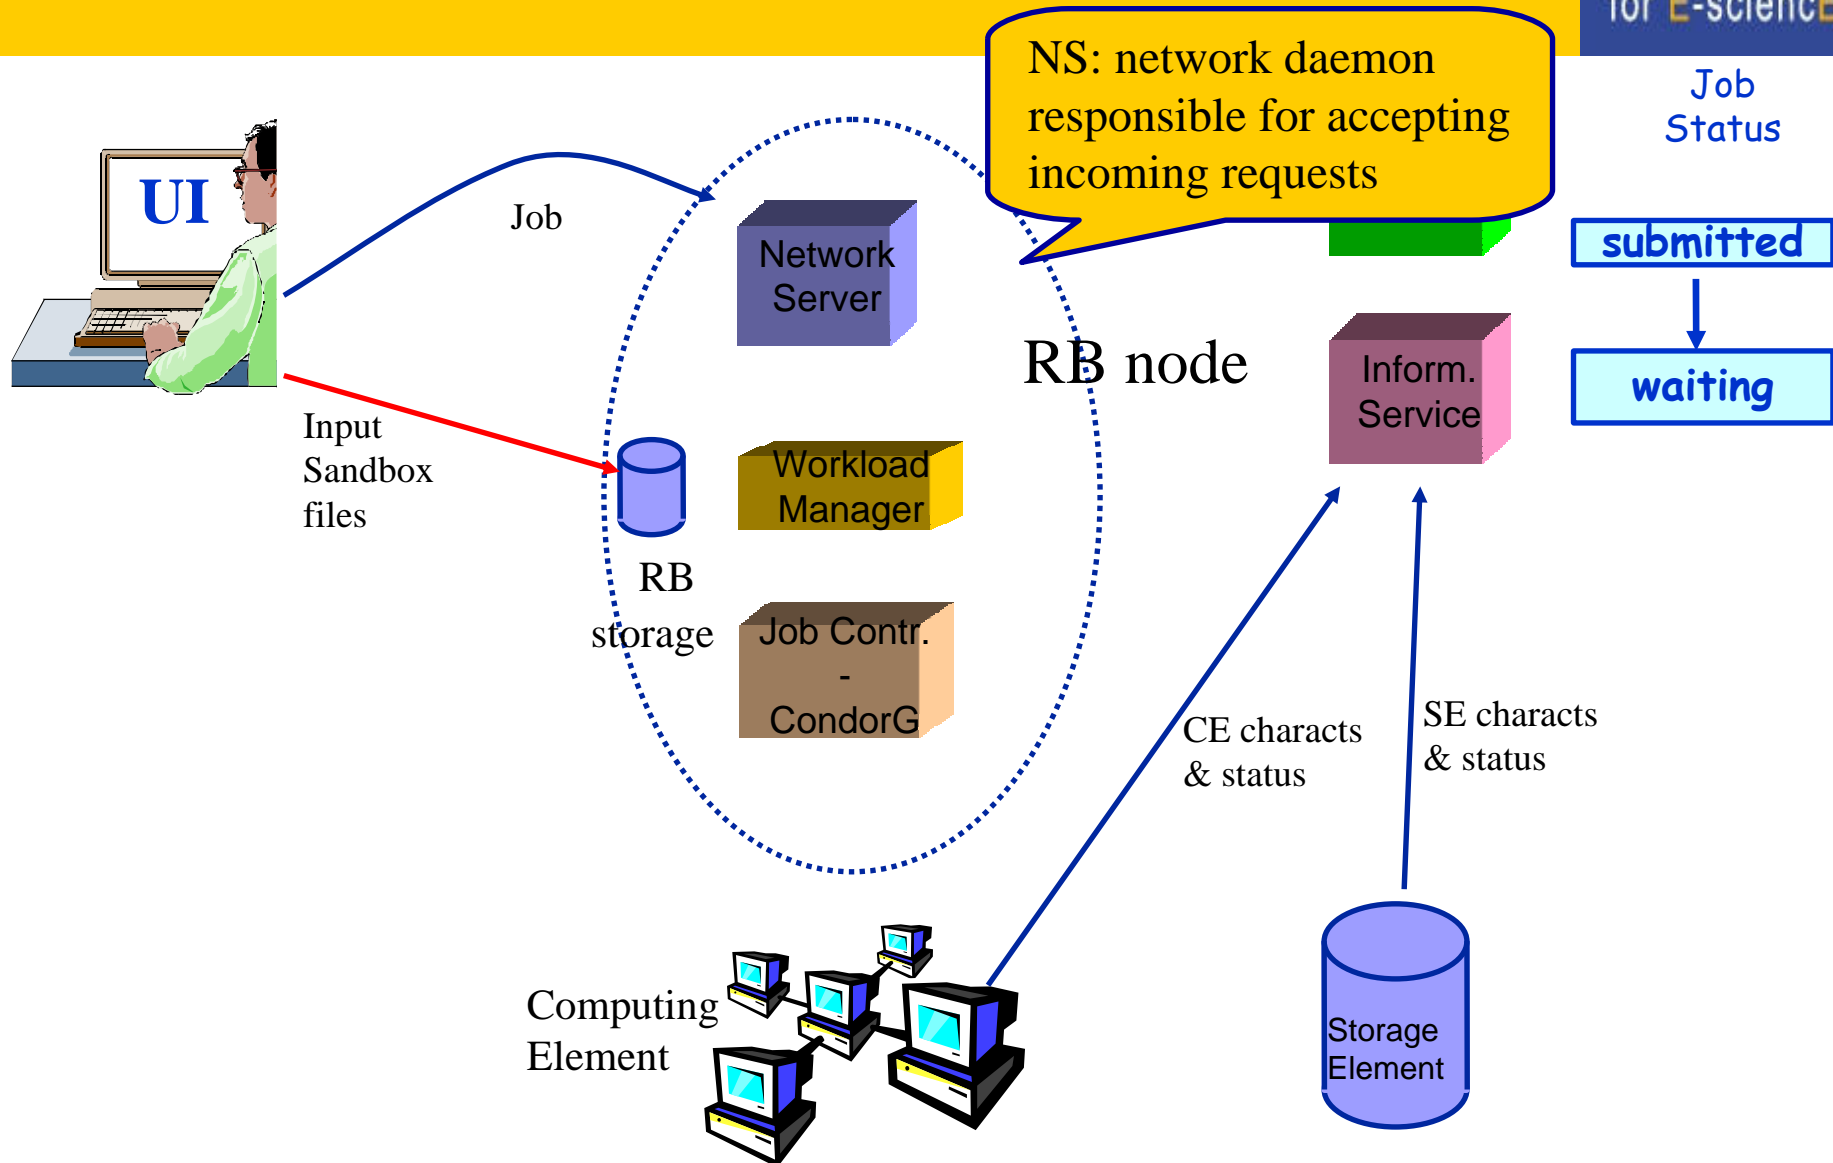 for E-sciencE
NS: network daemon
responsible for accepting
incoming requests
Job
Status
UI
Job
Network
Server
submitted
RB node
Inform.
Service
waiting
Input
Sandbox
files
Workload
Manager
RB
storage
Job Contr.
-
CondorG
CE characts
& status
SE characts
& status
Computing
Element
Storage
Element